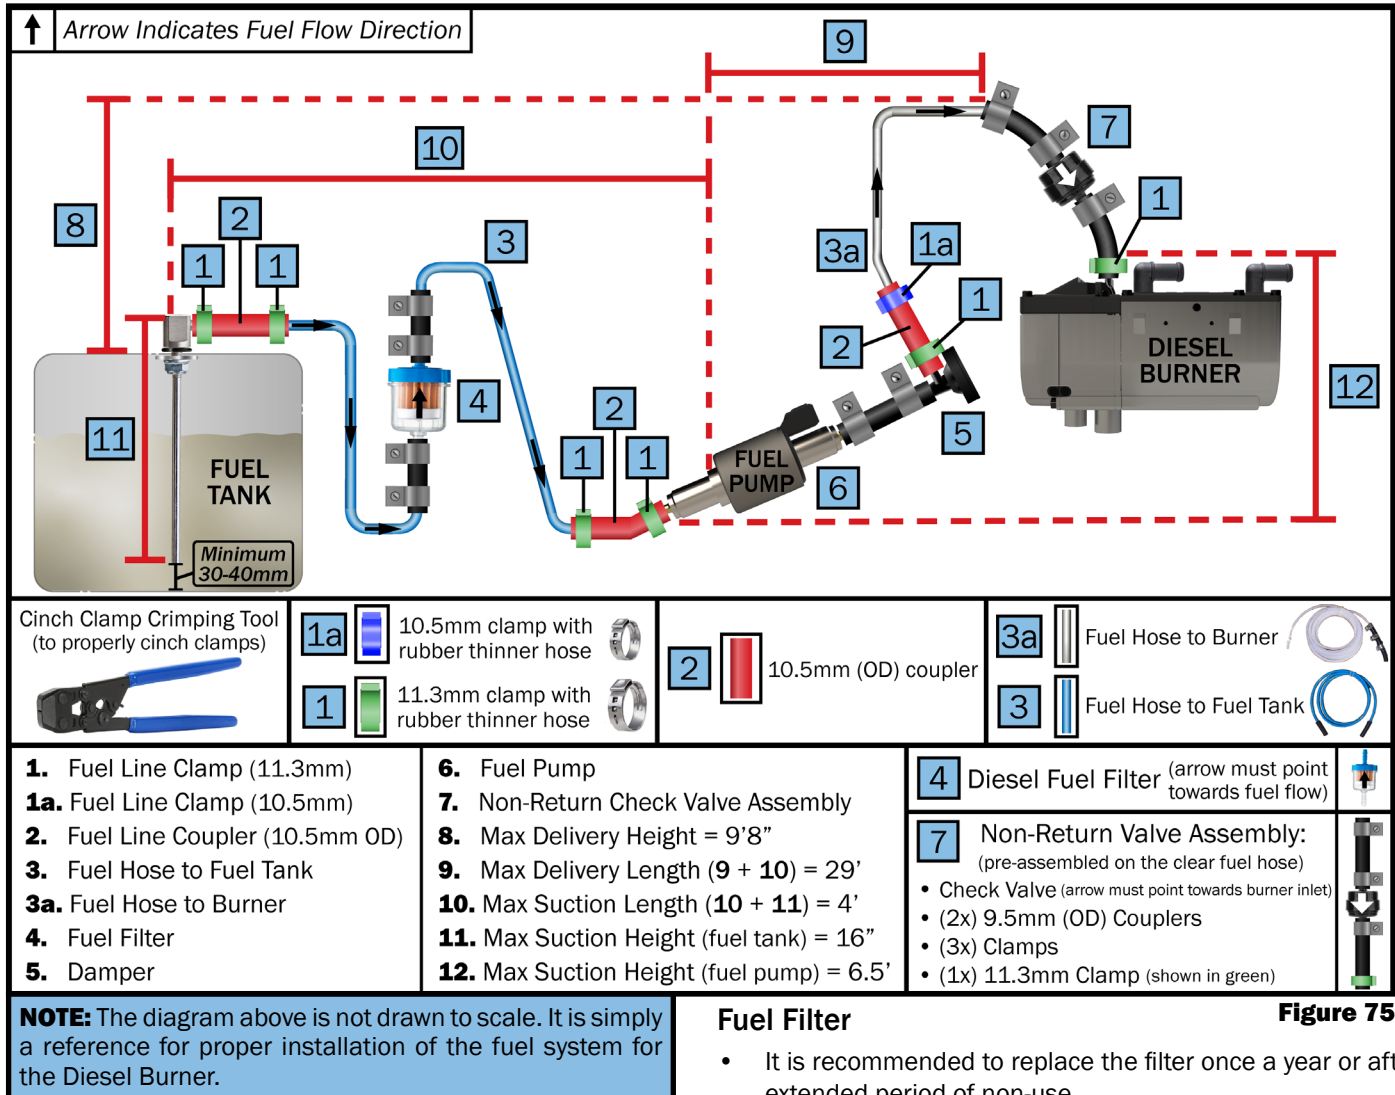 Arrow Indicates Fuel Flow Direction
9
10
7
8
2
1
1
3
1
3a
1a
1
4
2
5
DIESEL
BURNER
12
11
FUEL
TANK
2
1
1
FUEL
PUMP
6
Minimum
30-40mm
Cinch Clamp Crimping Tool
(to properly cinch clamps)
1a
10.5mm clamp with
rubber thinner hose
1
11.3mm clamp with
rubber thinner hose
2
10.5mm (OD) coupler
3a
Fuel Hose to Burner
3
Fuel Hose to Fuel Tank
1. Fuel Line Clamp (11.3mm)
1a. Fuel Line Clamp (10.5mm)
2. Fuel Line Coupler (10.5mm OD)
3. Fuel Hose to Fuel Tank
3a. Fuel Hose to Burner
4. Fuel Filter
5. Damper
6. Fuel Pump
7. Non-Return Check Valve Assembly
8. Max Delivery Height = 9'8”
9. Max Delivery Length (9 + 10) = 29'
10. Max Suction Length (10 + 11) = 4'
11. Max Suction Height (fuel tank) = 16”
12. Max Suction Height (fuel pump) = 6.5'
4
Diesel Fuel Filter (arrow must point
towards fuel flow)
7
Non-Return Valve Assembly:
(pre-assembled on the clear fuel hose)
• Check Valve (arrow must point towards burner inlet)
• (2x) 9.5mm (OD) Couplers
• (3x) Clamps
• (1x) 11.3mm Clamp (shown in green)
NOTE: The diagram above is not drawn to scale. It is simply
a reference for proper installation of the fuel system for
the Diesel Burner.
Figure 75
Fuel Filter
• It is recommended to replace the filter once a year or aft
extended period of non-use